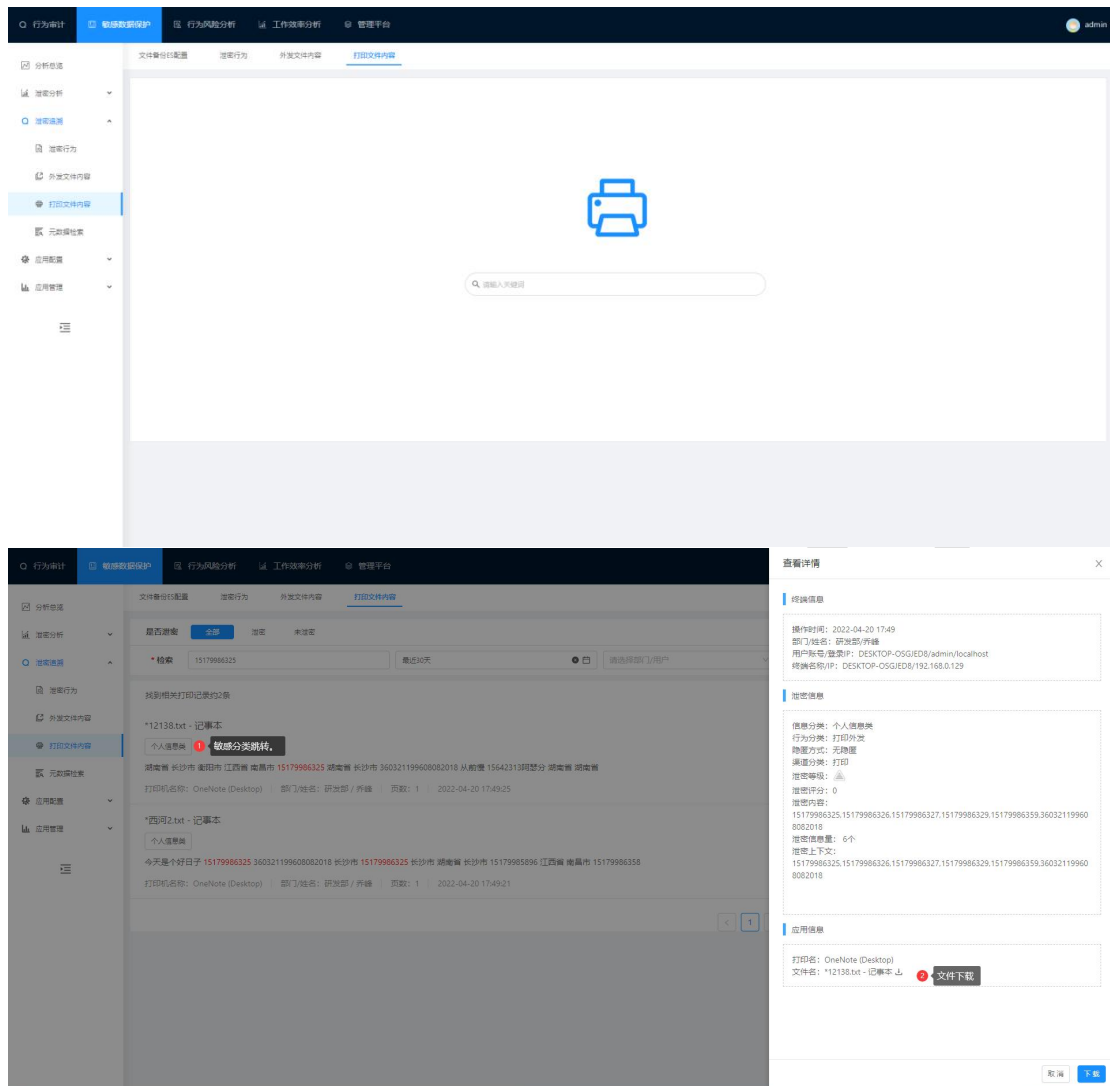 行为审计 敏感数据保护 行为风险分析 工作效率分析 管理平台 admin
分析总览
泄密分析
泄密追溯
泄密行为
外发文件内容
打印文件内容
元数据检索
应用配置
应用管理
文件备份ES配置 泄密行为 外发文件内容 打印文件内容
请输入关键词
行为审计 敏感数据保护 行为风险分析 工作效率分析 管理平台
分析总览
泄密分析
泄密追溯
泄密行为
外发文件内容
打印文件内容
元数据检索
应用配置
应用管理
文件备份ES配置 泄密行为 外发文件内容 打印文件内容
是否泄密 全部 泄密 未泄密
*检索 15179986325 最近30天 请选择部门/用户
找到相关打印记录约2条
*12138.txt - 记事本
个人信息类 1 敏感分类跳转。
湖南省 长沙市 衡阳市 江西省 南昌市 15179986325 湖南省 长沙市 360321199608082018 从前慢 15642313阿瑟分 湖南省 湖南省
打印机名称: OneNote (Desktop) 部门/姓名: 研发部 / 乔峰 页数: 1 2022-04-20 17:49:25
*西河2.txt - 记事本
个人信息类
今天是个好日子 15179986325 360321199608082018 长沙市 15179986325 长沙市 湖南省 长沙市 15179985896 江西省 南昌市 15179986358
打印机名称: OneNote (Desktop) 部门/姓名: 研发部 / 乔峰 页数: 1 2022-04-20 17:49:21
< 1
查看详情 X
终端信息
操作时间: 2022-04-20 17:49
部门/姓名: 研发部/乔峰
用户账号/登录IP: DESKTOP-OSGJED8/admin/localhost
终端名称/IP: DESKTOP-OSGJED8/192.168.0.129
泄密信息
信息分类: 个人信息类
行为分类: 打印外发
隐匿方式: 无隐匿
渠道分类: 打印
泄密等级:
泄密评分: 0
泄密内容:
15179986325,15179986326,15179986327,15179986329,15179986359,36032119960
8082018
泄密信息量: 6个
泄密上下文:
15179986325,15179986326,15179986327,15179986329,15179986359,36032119960
8082018
应用信息
打印名: OneNote (Desktop)
文件名: *12138.txt - 记事本 2 文件下载
取消 下载